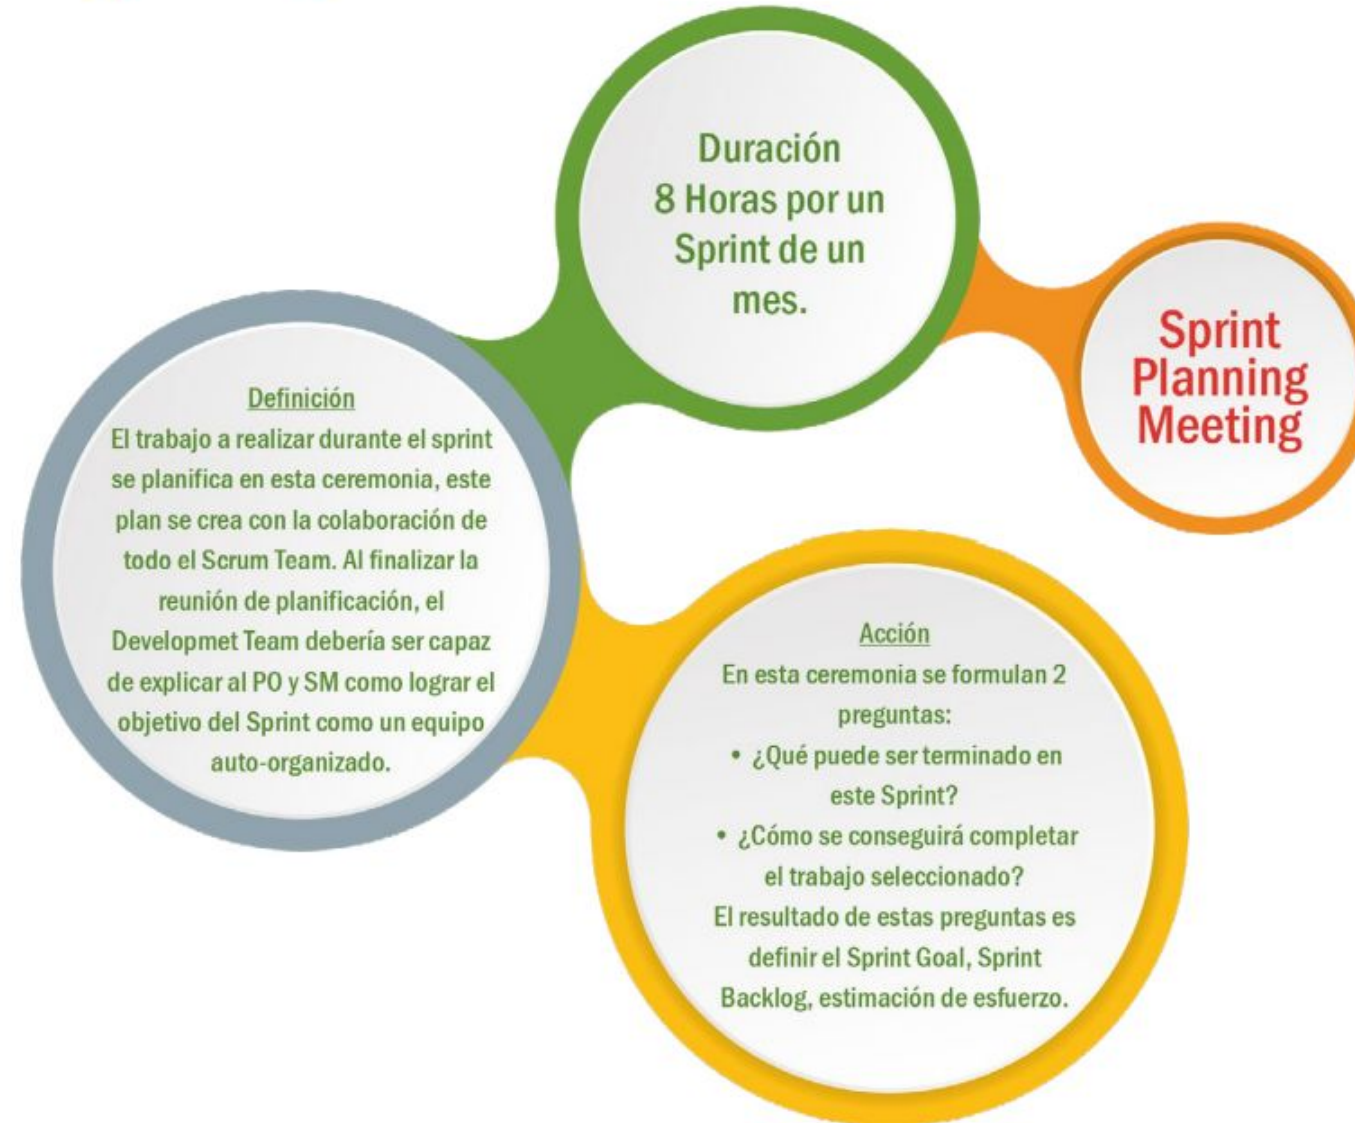 Duración
8 Horas por un
Sprint de un
mes.
Sprint
Planning
Meeting
Definición
El trabajo a realizar durante el sprint
se planifica en esta ceremonia, este
plan se crea con la colaboración de
todo el Scrum Team. Al finalizar la
reunión de planificación, el
Developmet Team debería ser capaz
de explicar al PO y SM como lograr el
objetivo del Sprint como un equipo
auto-organizado.
Acción
En esta ceremonia se formulan 2
preguntas:
• ¿Qué puede ser terminado en
este Sprint?
• ¿Cómo se conseguirá completar
el trabajo seleccionado?
El resultado de estas preguntas es
definir el Sprint Goal, Sprint
Backlog, estimación de esfuerzo.